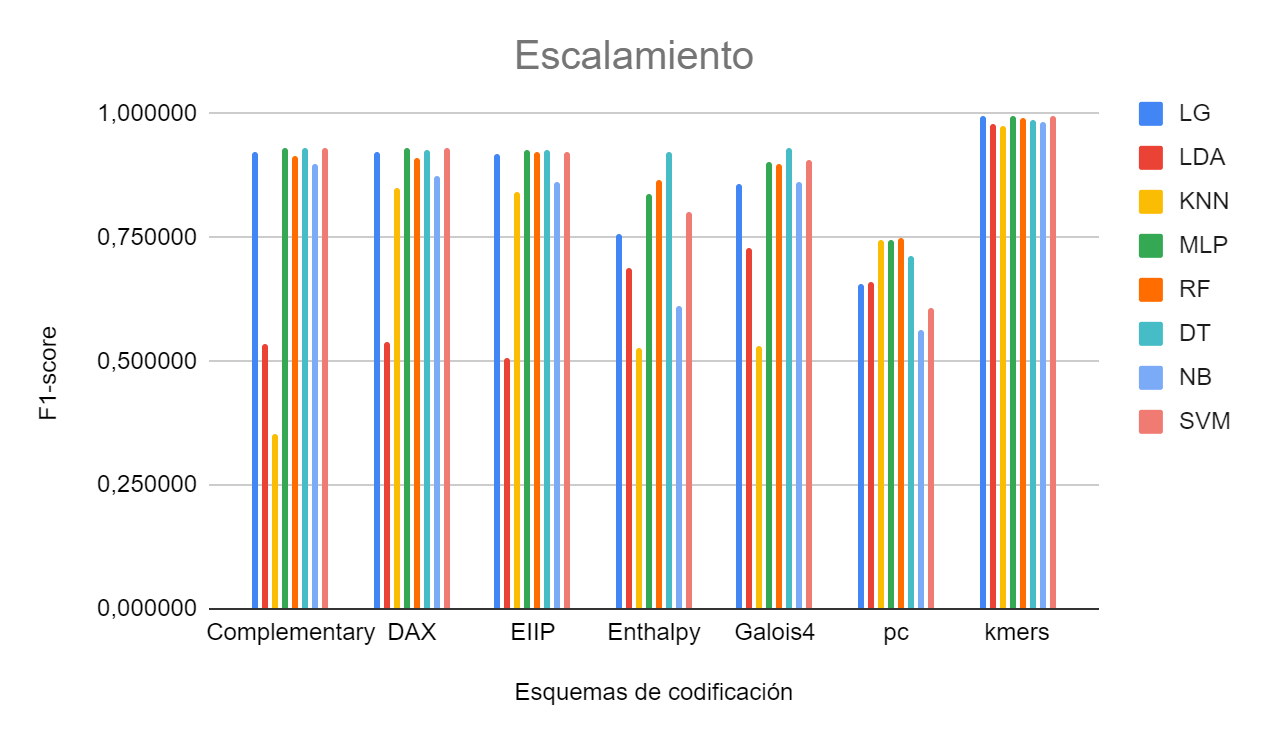 Escalamiento
1,000000
0,750000
0,500000
0,250000
0,000000
F1-score
Complementary DAX EIIP Enthalpy Galois4 pc kmers
Esquemas de codificación
LG
LDA
KNN
MLP
RF
DT
NB
SVM